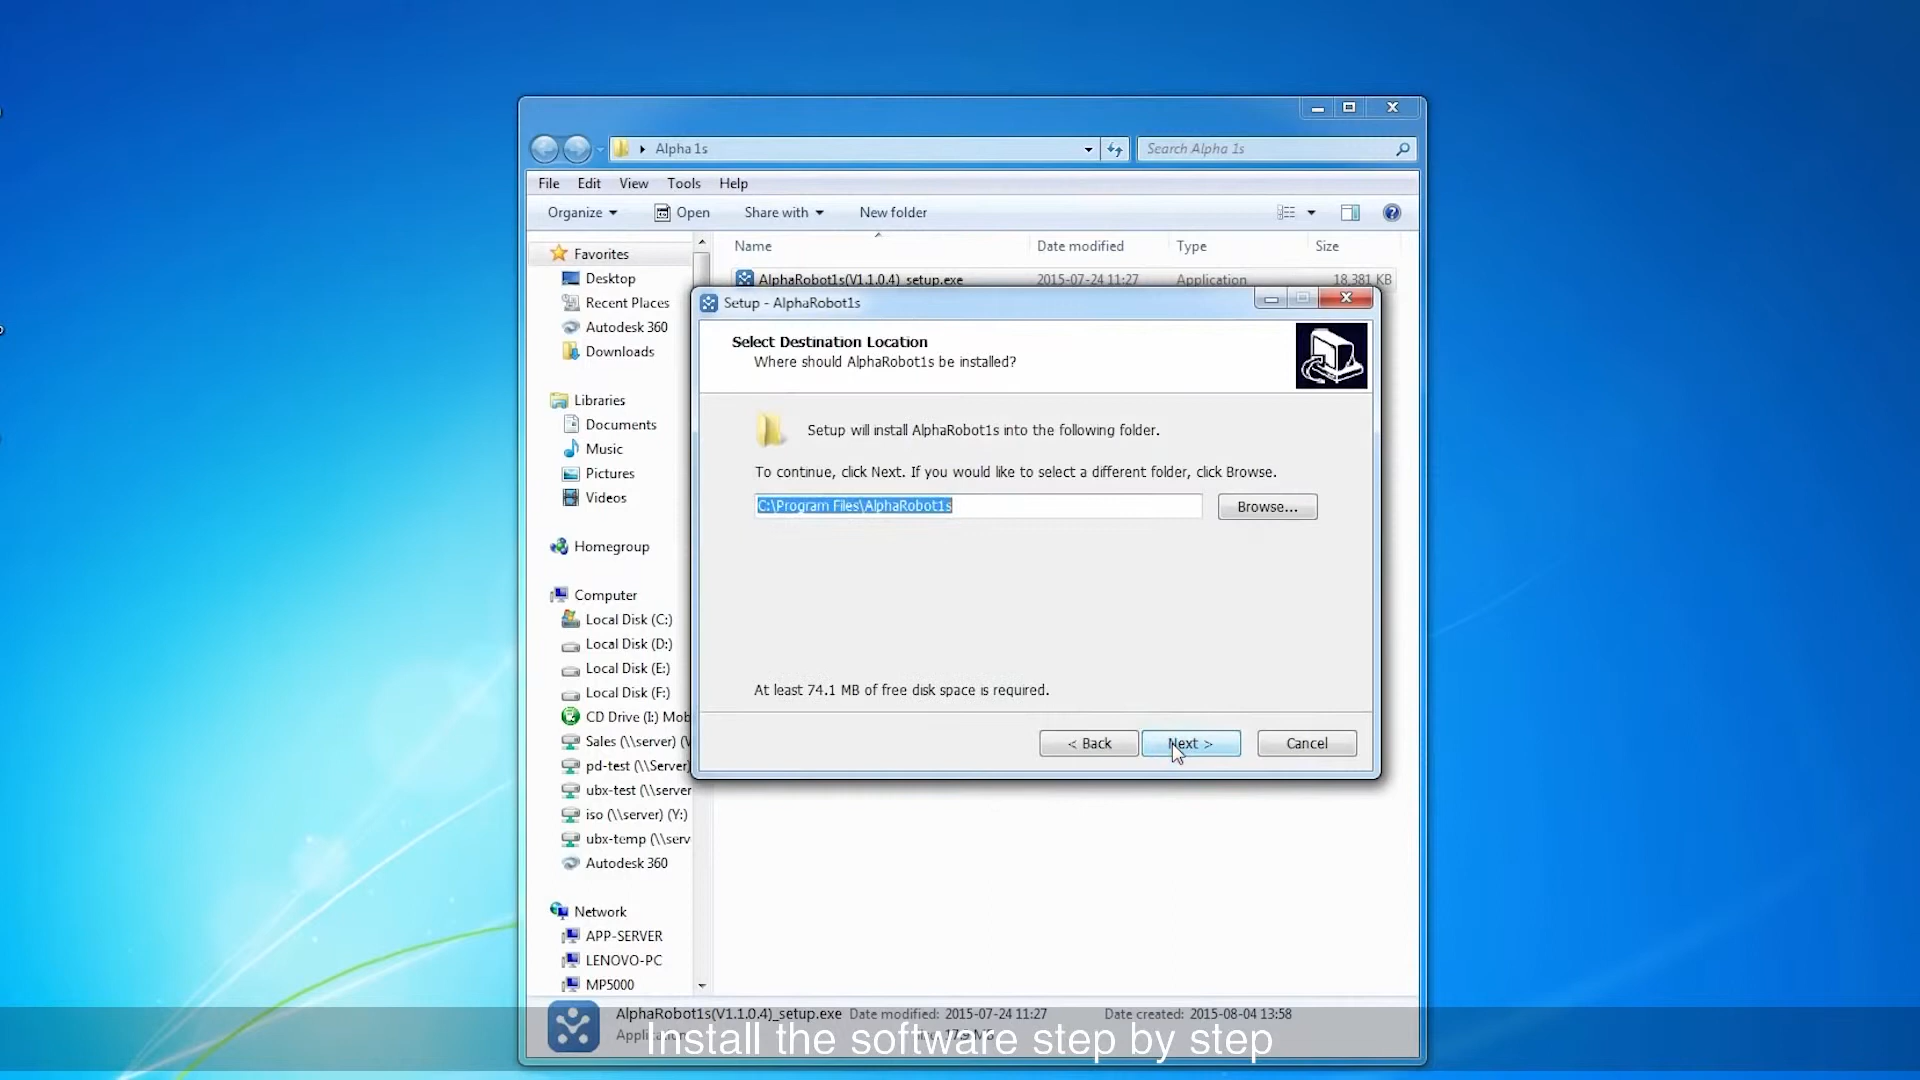 Alpha 1s
Search Alpha 1s
File Edit View Tools Help
Organize Open Share with New folder
Name Date modified Type Size
AlphaRobot1s(V1.1.0.4)_setup.exe 2015-07-24 11:27 Application 18,381 KB
Favorites
Desktop
Recent Places
Autodesk 360
Downloads
Libraries
Documents
Music
Pictures
Videos
Homegroup
Computer
Local Disk (C:)
Local Disk (D:)
Local Disk (E:)
Local Disk (F:)
CD Drive (I:) Mob
Sales (\\server) (V
pd-test (\\Server)
ubx-test (\\server
iso (\\server) (Y:)
ubx-temp (\\serv
Autodesk 360
Network
APP-SERVER
LENOVO-PC
MP5000
Setup - AlphaRobot1s
Select Destination Location
Where should AlphaRobot1s be installed?
Setup will install AlphaRobot1s into the following folder.
To continue, click Next. If you would like to select a different folder, click Browse.
C:\Program Files\AlphaRobot1s
Browse...
At least 74.1 MB of free disk space is required.
< Back Next > Cancel
AlphaRobot1s(V1.1.0.4)_setup.exe Date modified: 2015-07-24 11:27 Date created: 2015-08-04 13:58
Install the software step by step